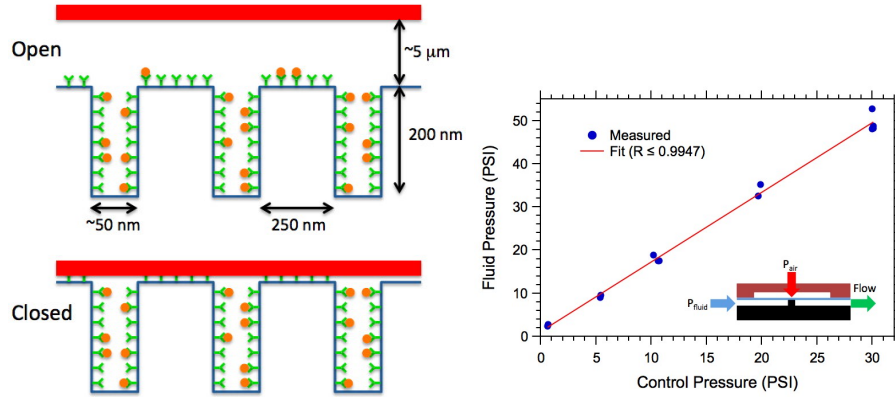 Open
~5 μm
200 nm
~50 nm
250 nm
Closed
Fluid Pressure (PSI)
50
40
30
20
10
0
Measured
Fit (R ≤ 0.9947)
P_air
P_fluid
Flow
0
5
10
15
20
25
30
Control Pressure (PSI)